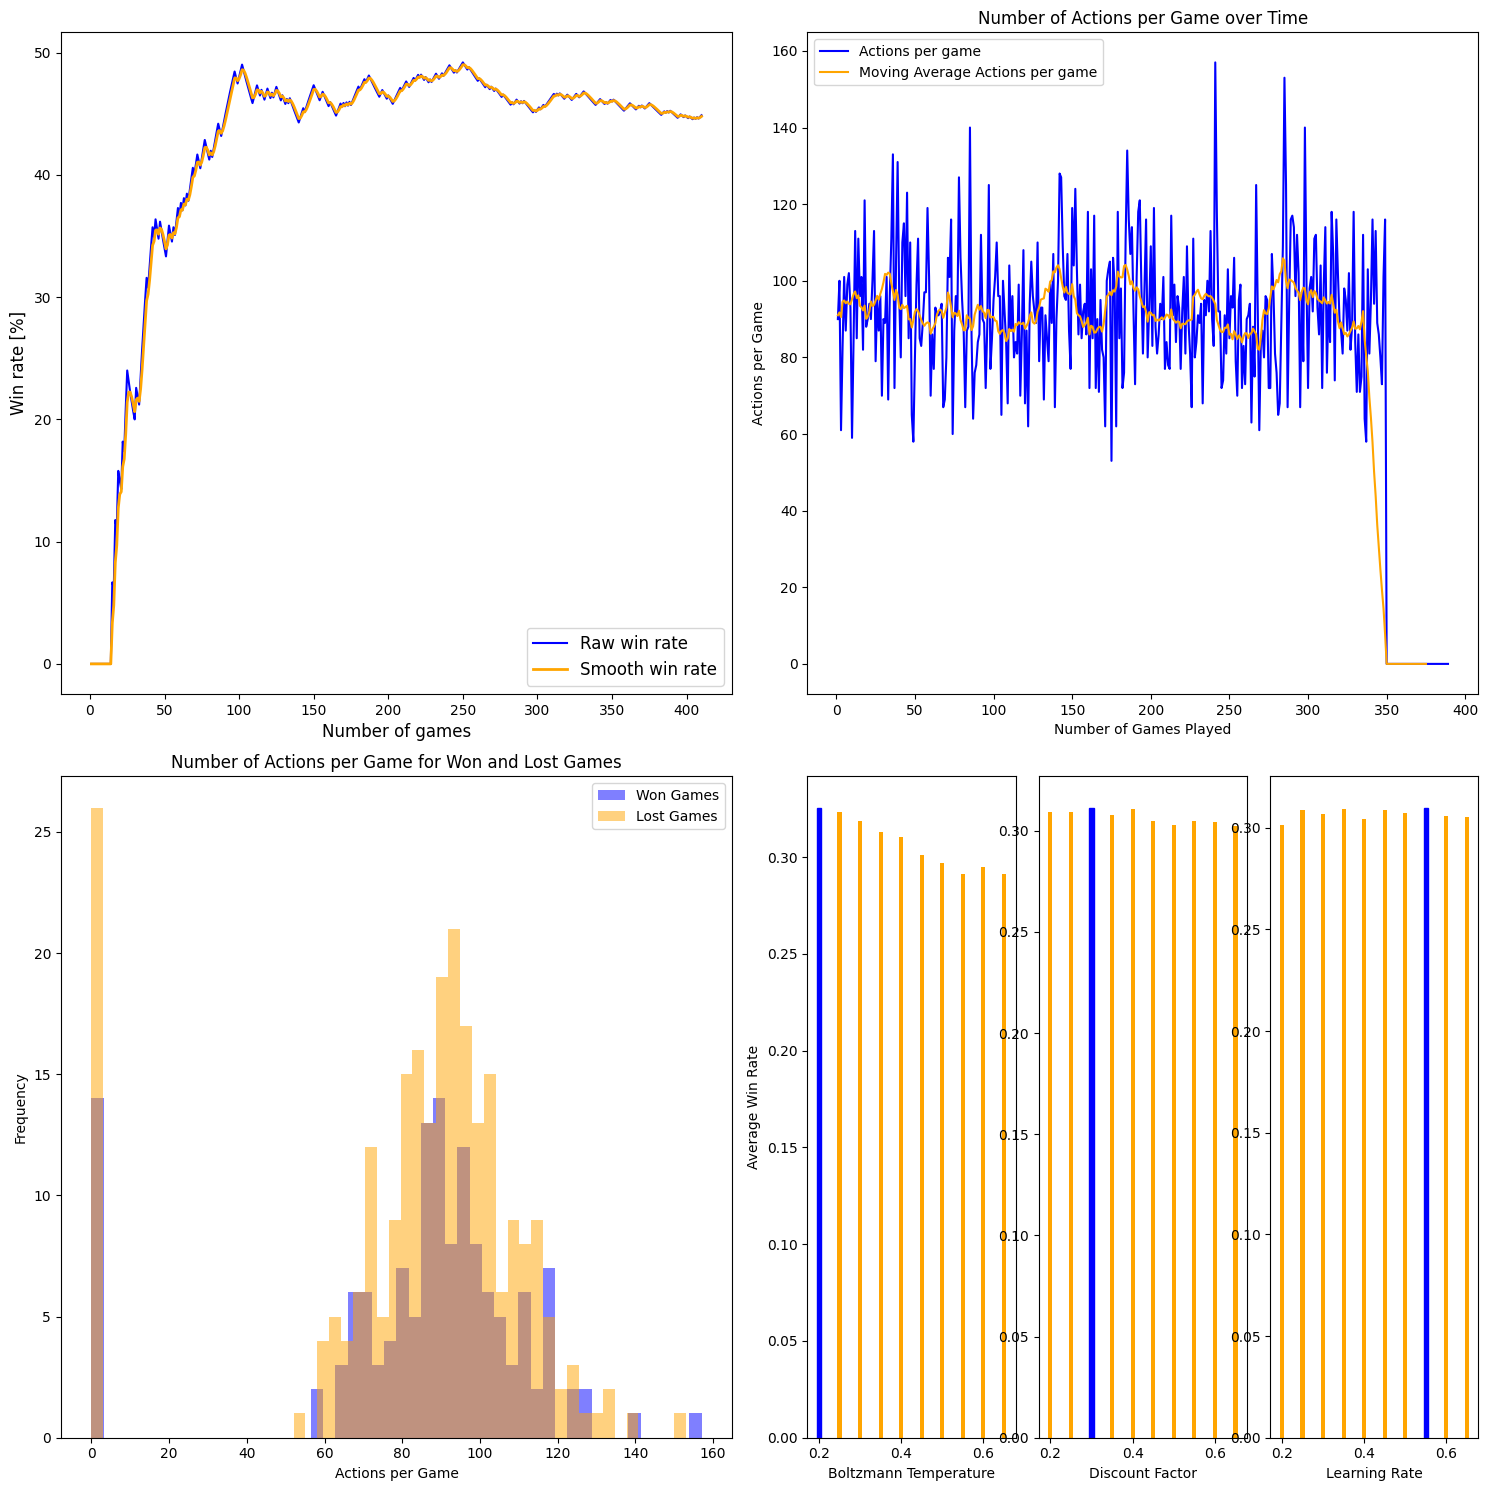 50
40
30
20
10
0
Win rate [%]
Raw win rate
Smooth win rate
0 50 100 150 200 250 300 350 400
Number of games
Number of Actions per Game over Time
Actions per game
Moving Average Actions per game
160
140
120
100
80
60
40
20
0
Actions per Game
0 50 100 150 200 250 300 350 400
Number of Games Played
Number of Actions per Game for Won and Lost Games
Won Games
Lost Games
25
20
15
10
5
0
Frequency
0 20 40 60 80 100 120 140 160
Actions per Game
0.30
0.25
0.20
0.15
0.10
0.05
0.00
Average Win Rate
0.2 0.4 0.6
Boltzmann Temperature
0.30
0.25
0.20
0.15
0.10
0.05
0.00
0.2 0.4 0.6
Discount Factor
0.30
0.25
0.20
0.15
0.10
0.05
0.00
0.2 0.4 0.6
Learning Rate